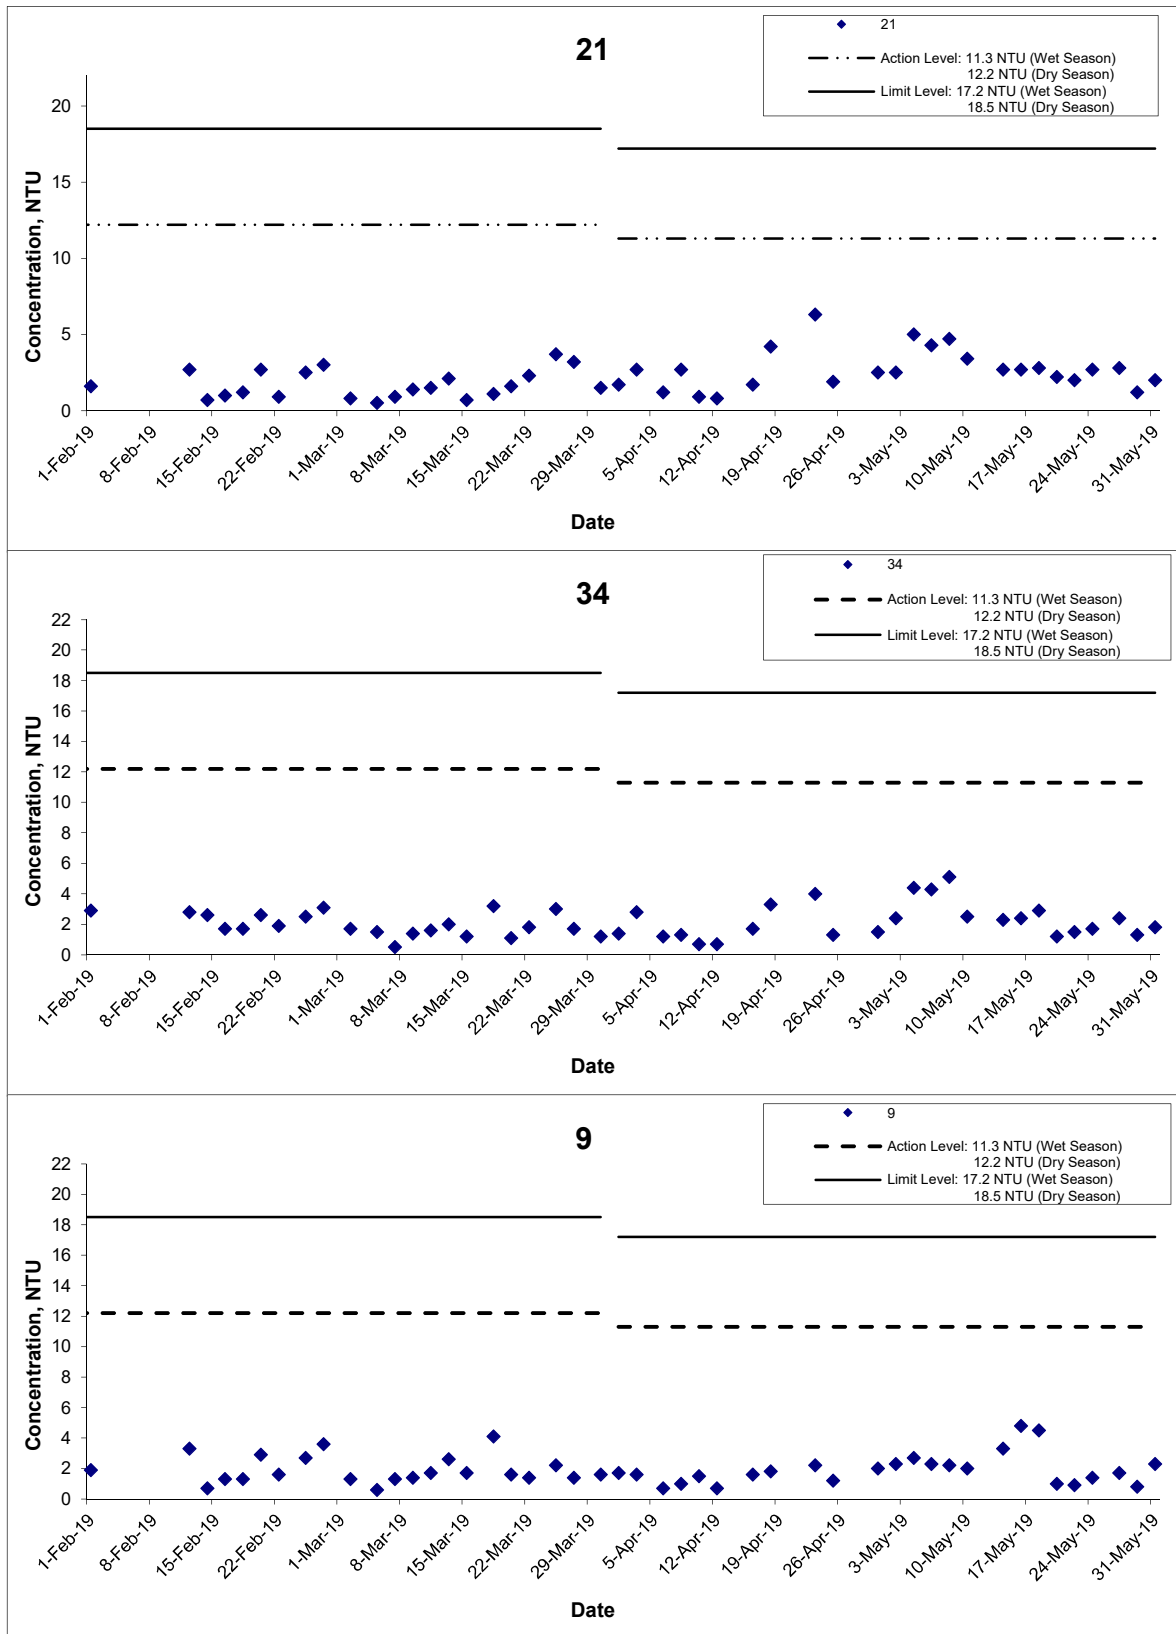 21
21
Action Level: 11.3 NTU (Wet Season)
12.2 NTU (Dry Season)
Limit Level: 17.2 NTU (Wet Season)
18.5 NTU (Dry Season)
Concentration, NTU
20
15
10
5
0
1-Feb-19 8-Feb-19 15-Feb-19 22-Feb-19 1-Mar-19 8-Mar-19 15-Mar-19 22-Mar-19 29-Mar-19 5-Apr-19 12-Apr-19 19-Apr-19 26-Apr-19 3-May-19 10-May-19 17-May-19 24-May-19 31-May-19
Date
34
34
Action Level: 11.3 NTU (Wet Season)
12.2 NTU (Dry Season)
Limit Level: 17.2 NTU (Wet Season)
18.5 NTU (Dry Season)
Concentration, NTU
22
20
18
16
14
12
10
8
6
4
2
0
1-Feb-19 8-Feb-19 15-Feb-19 22-Feb-19 1-Mar-19 8-Mar-19 15-Mar-19 22-Mar-19 29-Mar-19 5-Apr-19 12-Apr-19 19-Apr-19 26-Apr-19 3-May-19 10-May-19 17-May-19 24-May-19 31-May-19
Date
9
9
Action Level: 11.3 NTU (Wet Season)
12.2 NTU (Dry Season)
Limit Level: 17.2 NTU (Wet Season)
18.5 NTU (Dry Season)
Concentration, NTU
22
20
18
16
14
12
10
8
6
4
2
0
1-Feb-19 8-Feb-19 15-Feb-19 22-Feb-19 1-Mar-19 8-Mar-19 15-Mar-19 22-Mar-19 29-Mar-19 5-Apr-19 12-Apr-19 19-Apr-19 26-Apr-19 3-May-19 10-May-19 17-May-19 24-May-19 31-May-19
Date